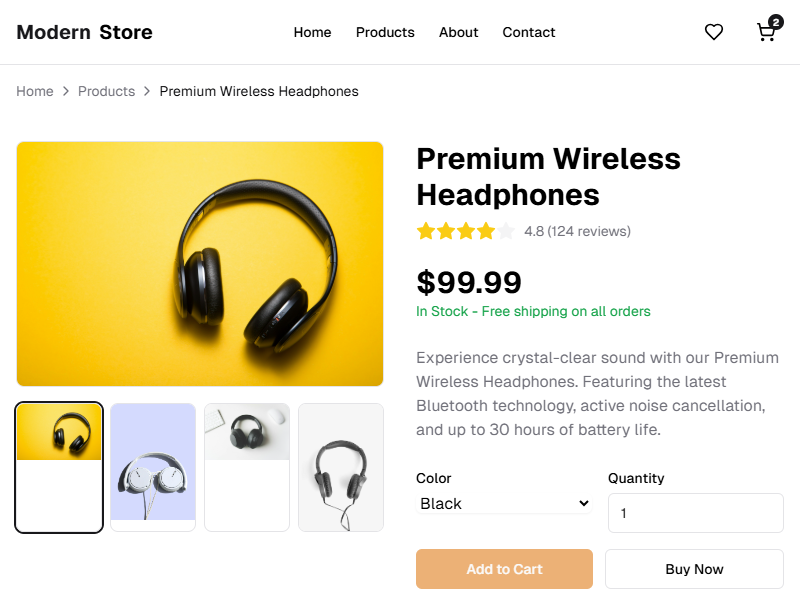 Modern Store
Home Products About Contact
2
Home Products Premium Wireless Headphones
Premium Wireless
Headphones
4.8 (124 reviews)
$99.99
In Stock - Free shipping on all orders
Experience crystal-clear sound with our Premium
Wireless Headphones. Featuring the latest
Bluetooth technology, active noise cancellation,
and up to 30 hours of battery life.
Color Quantity
Black 1
Add to Cart Buy Now